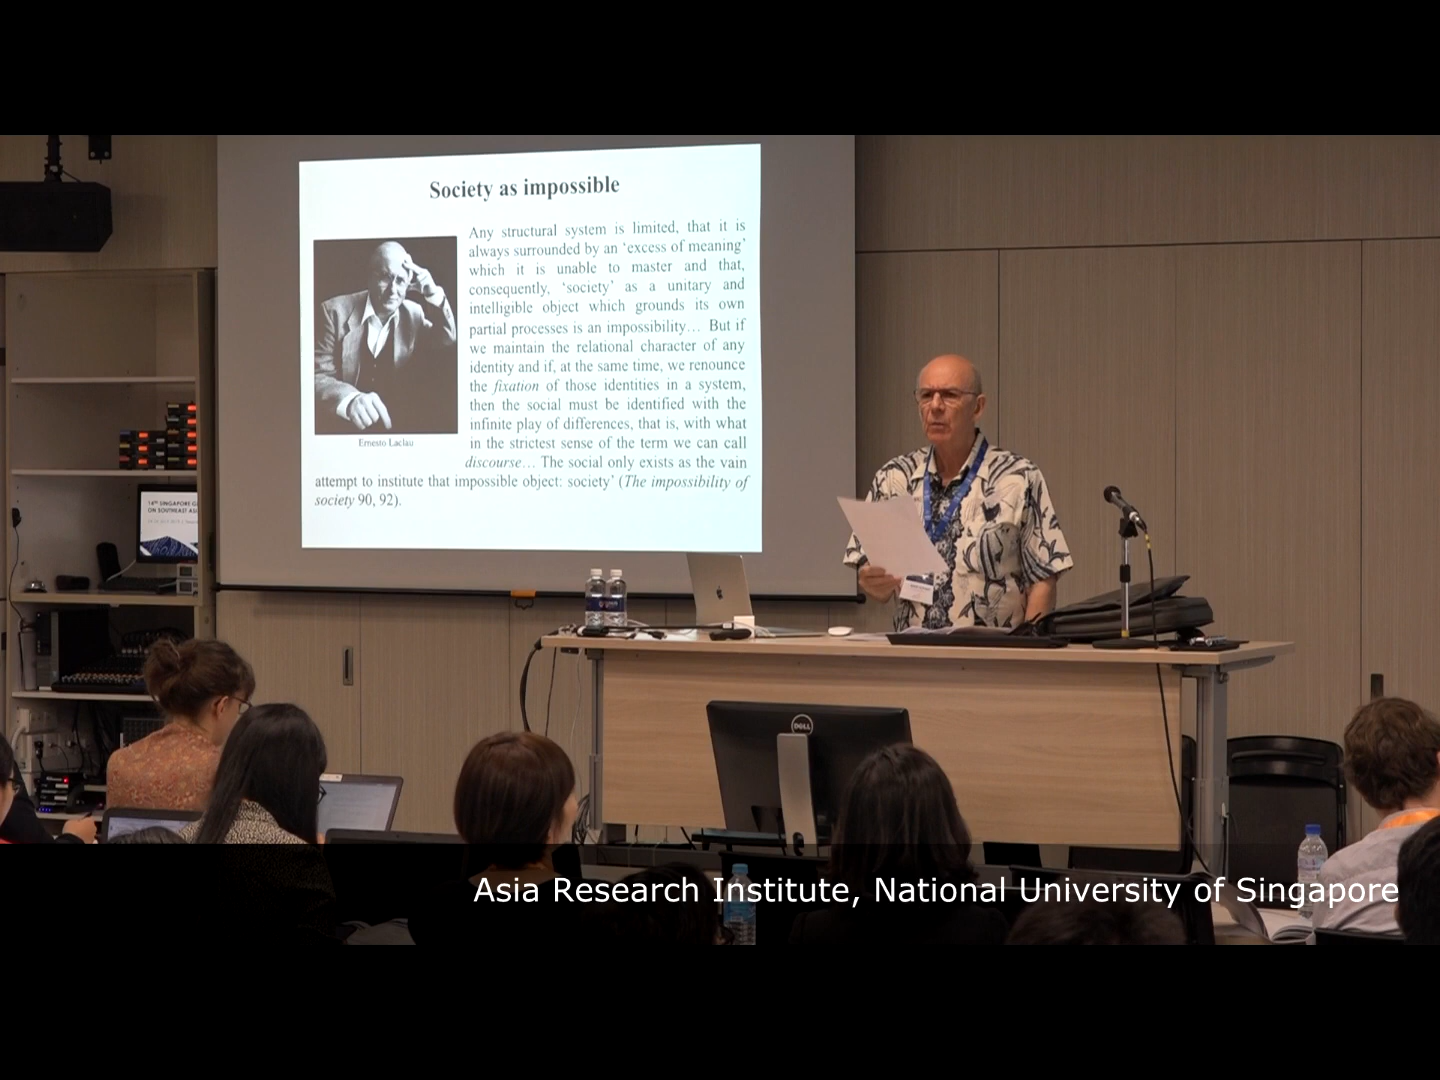 Society as impossible
Any structural system is limited, that it is
always surrounded by an ‘excess of meaning’
which it is unable to master and that,
consequently, ‘society’ as a unitary and
intelligible object which grounds its own
partial processes is an impossibility… But if
we maintain the relational character of any
identity and if, at the same time, we renounce
the fixation of those identities in a system,
then the social must be identified with the
infinite play of differences, that is, with what
in the strictest sense of the term we can call
discourse… The social only exists as the vain
attempt to institute that impossible object: society’ (The impossibility of
society 90, 92).
Ernesto Laclau
14TH SINGAPORE
ON SOUTHEAST
DELL
Asia Research Institute, National University of Singapore